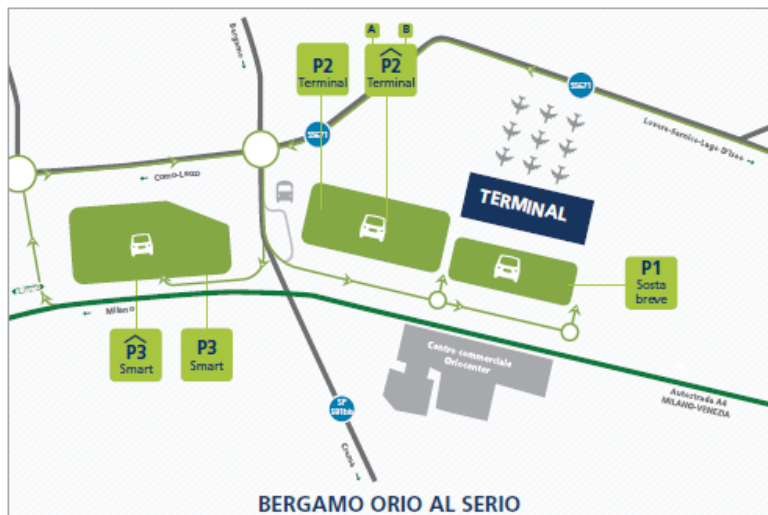 A
B
Bergamo
P2
Terminal
P2
Terminal
SS671
SS671
Lovere-Sarnico-Lago D'Iseo
Como-Lecco
TERMINAL
P1
Sosta
breve
Milano
P3
Smart
P3
Smart
Centro commerciale
Oriocenter
SP
591bis
Autostrada A4
MILANO-VENEZIA
Crema
BERGAMO ORIO AL SERIO